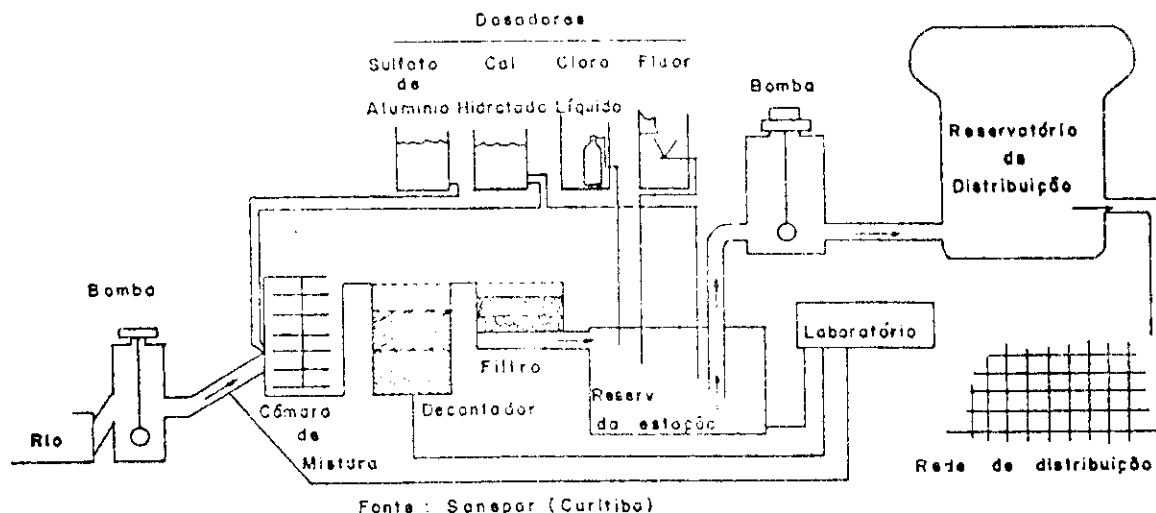 Dosadores
Sulfato de Alumínio
Cal Hidratada
Cloro Líquido
Flúor
Bomba
Reservatório de Distribuição
Bomba
Laboratório
Filtro
Rio
Câmara de Mistura
Decantador
Reserv da estação
Rede de distribuição
Fonte : Sanepar (Curitiba)